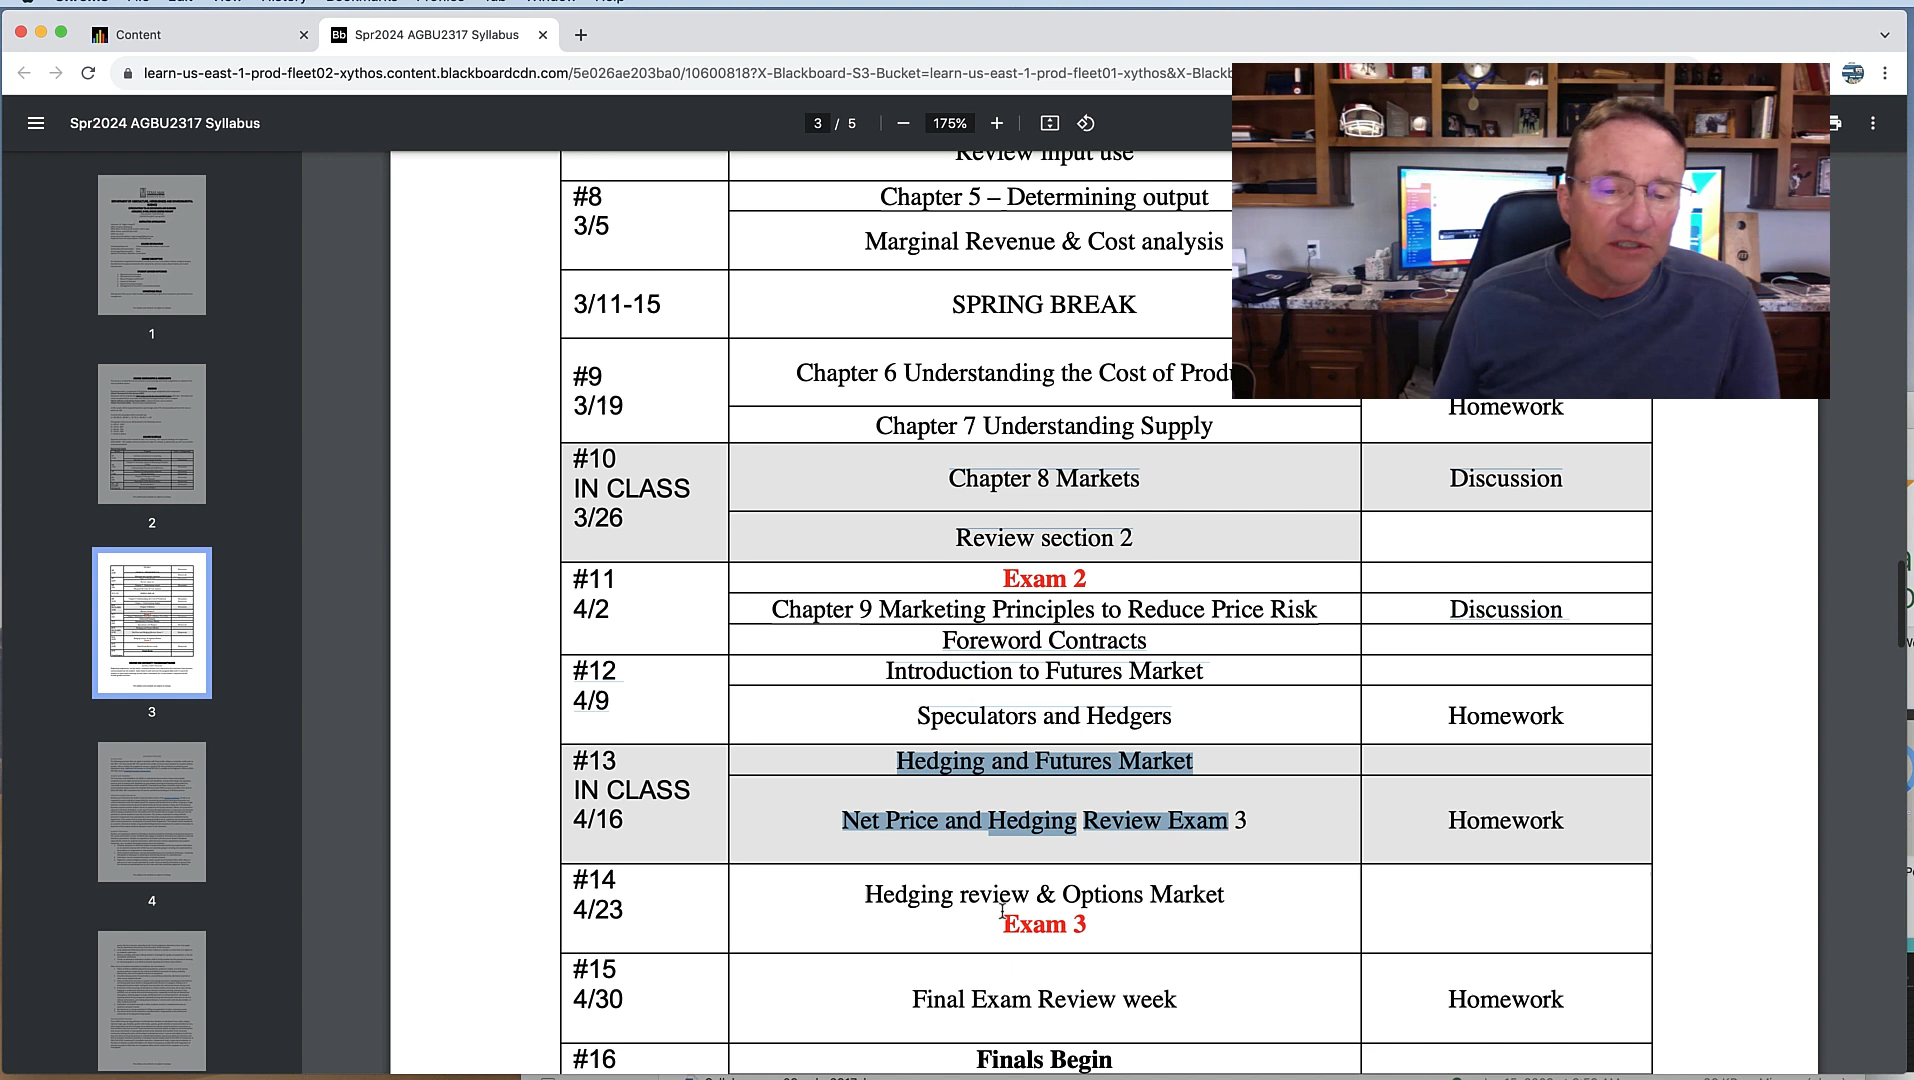 Content
Bb Spr2024 AGBU2317 Syllabus
learn-us-east-1-prod-fleet02-xythos.content.blackboardcdn.com/5e026ae203ba0/10600818?X-Blackboard-S3-Bucket=learn-us-east-1-prod-fleet01-xythos&X-Blackb
Spr2024 AGBU2317 Syllabus
3 / 5
175%
1
2
3
4
Review input use
#8
3/5
Chapter 5 – Determining output
Marginal Revenue & Cost analysis
3/11-15
SPRING BREAK
#9
3/19
Chapter 6 Understanding the Cost of Produ
Homework
Chapter 7 Understanding Supply
#10
IN CLASS
3/26
Chapter 8 Markets
Discussion
Review section 2
#11
4/2
Exam 2
Chapter 9 Marketing Principles to Reduce Price Risk
Discussion
Foreword Contracts
#12
4/9
Introduction to Futures Market
Speculators and Hedgers
Homework
#13
IN CLASS
4/16
Hedging and Futures Market
Net Price and Hedging Review Exam 3
Homework
#14
4/23
Hedging review & Options Market
Exam 3
#15
4/30
Final Exam Review week
Homework
#16
Finals Begin